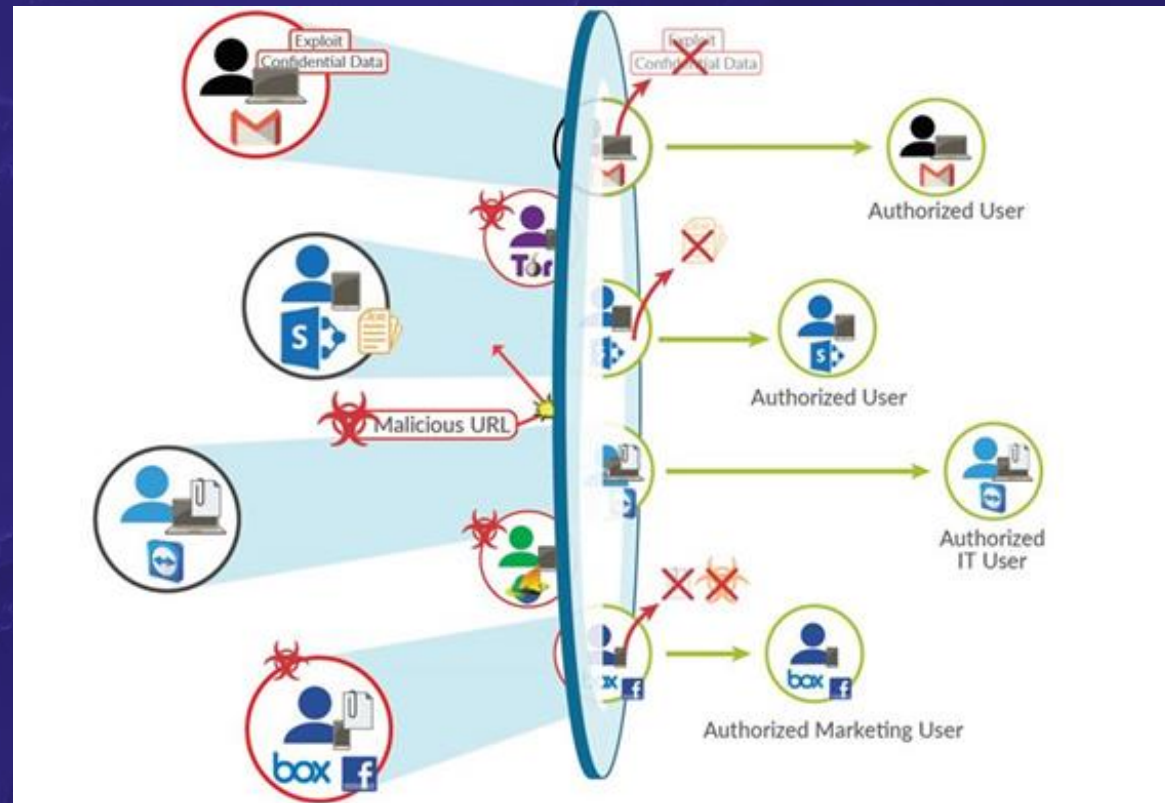 Exploit
Confidential Data
Exploit
Confidential Data
Authorized User
Tor
S
S
Authorized User
Malicious URL
Authorized
IT User
box f
box f
Authorized Marketing User
box f